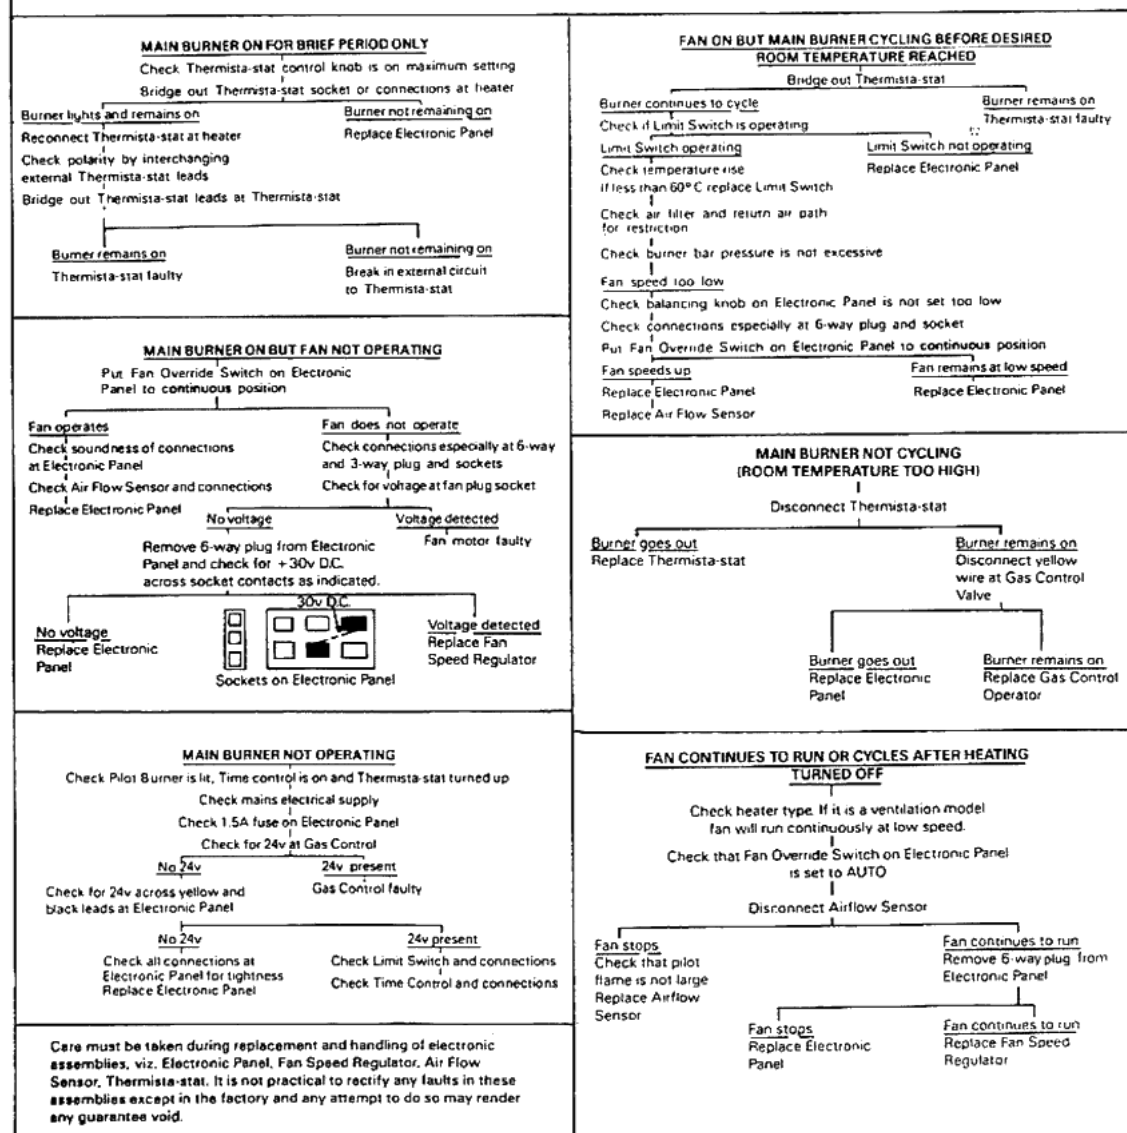 MAIN BURNER ON FOR BRIEF PERIOD ONLY
Check Thermista-stat control knob is on maximum setting
Bridge out Thermista-stat socket or connections at heater
Burner lights and remains on
Reconnect Thermista-stat at heater
Check polarity by interchanging
external Thermista-stat leads
Bridge out Thermista-stat leads at Thermista-stat
Burner not remaining on
Replace Electronic Panel
Burner remains on
Thermista-stat faulty
Burner not remaining on
Break in external circuit
to Thermista-stat
MAIN BURNER ON BUT FAN NOT OPERATING
Put Fan Override Switch on Electronic
Panel to continuous position
Fan operates
Check soundness of connections
at Electronic Panel
Check Air Flow Sensor and connections
Replace Electronic Panel
Fan does not operate
Check connections especially at 6-way
and 3-way plug and sockets
Check for voltage at fan plug socket
No voltage
Remove 6-way plug from Electronic
Panel and check for +30v D.C.
across socket contacts as indicated.
Voltage detected
Fan motor faulty
No voltage
Replace Electronic
Panel
30v D.C.
Sockets on Electronic Panel
Voltage detected
Replace Fan
Speed Regulator
MAIN BURNER NOT OPERATING
Check Pilot Burner is lit, Time control is on and Thermista-stat turned up
Check mains electrical supply
Check 1.5A fuse on Electronic Panel
Check for 24v at Gas Control
No 24v
Check for 24v across yellow and
black leads at Electronic Panel
24v present
Gas Control faulty
No 24v
Check all connections at
Electronic Panel for tightness
Replace Electronic Panel
24v present
Check Limit Switch and connections
Check Time Control and connections
Care must be taken during replacement and handling of electronic
assemblies, viz. Electronic Panel, Fan Speed Regulator, Air Flow
Sensor, Thermista-stat. It is not practical to rectify any faults in these
assemblies except in the factory and any attempt to do so may render
any guarantee void.
FAN ON BUT MAIN BURNER CYCLING BEFORE DESIRED
ROOM TEMPERATURE REACHED
Bridge out Thermista-stat
Burner continues to cycle
Check if Limit Switch is operating
Burner remains on
Thermista-stat faulty
Limit Switch operating
Check temperature rise
If less than 60°C replace Limit Switch
Check air filter and return air path
for restriction
Check burner bar pressure is not excessive
Limit Switch not operating
Replace Electronic Panel
Fan speed too low
Check balancing knob on Electronic Panel is not set too low
Check connections especially at 6-way plug and socket
Put Fan Override Switch on Electronic Panel to continuous position
Fan speeds up
Replace Electronic Panel
Replace Air Flow Sensor
Fan remains at low speed
Replace Electronic Panel
MAIN BURNER NOT CYCLING
(ROOM TEMPERATURE TOO HIGH)
Disconnect Thermista-stat
Burner goes out
Replace Thermista-stat
Burner remains on
Disconnect yellow
wire at Gas Control
Valve
Burner goes out
Replace Electronic
Panel
Burner remains on
Replace Gas Control
Operator
FAN CONTINUES TO RUN OR CYCLES AFTER HEATING
TURNED OFF
Check heater type. If it is a ventilation model
fan will run continuously at low speed.
Check that Fan Override Switch on Electronic Panel
is set to AUTO
Disconnect Airflow Sensor
Fan stops
Check that pilot
flame is not large
Replace Airflow
Sensor
Fan continues to run
Remove 6-way plug from
Electronic Panel
Fan stops
Replace Electronic
Panel
Fan continues to run
Replace Fan Speed
Regulator